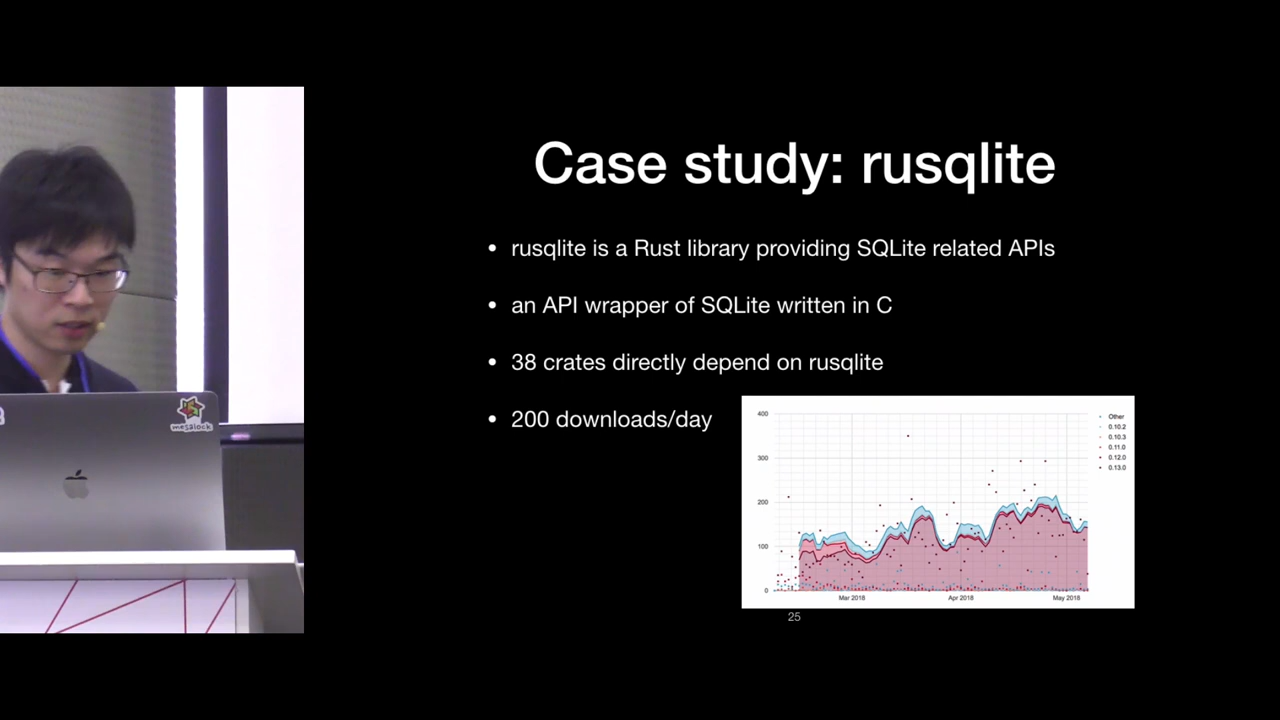 Case study: rusqlite
• rusqlite is a Rust library providing SQLite related APIs
• an API wrapper of SQLite written in C
• 38 crates directly depend on rusqlite
• 200 downloads/day
400
300
200
100
0
Mar 2018
Apr 2018
May 2018
Other
0.10.2
0.10.3
0.11.0
0.12.0
0.13.0
25
mesalock